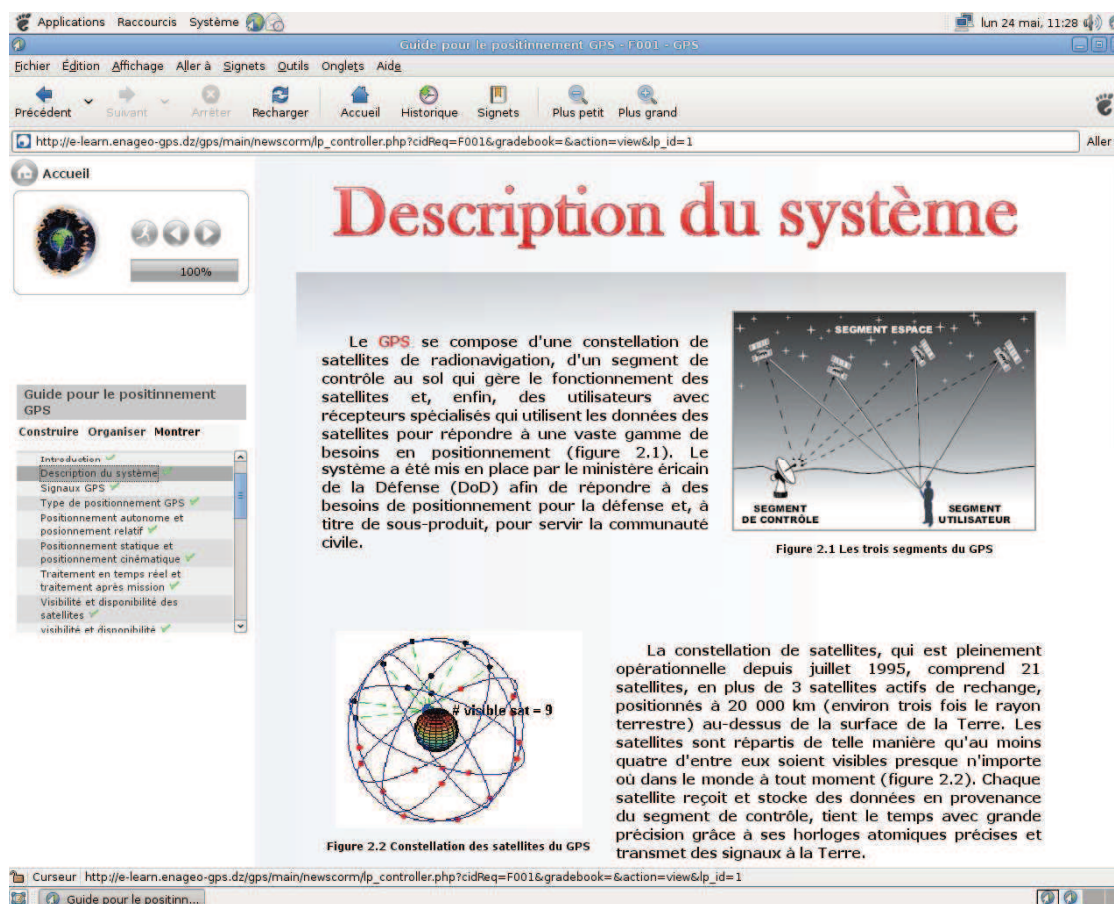 Applications Raccourcis Système
lun 24 mai, 11:28
Guide pour le positinnement GPS - F001 - GPS
Fichier Édition Affichage Aller à Signets Outils Onglets Aide
Précédent Suivant Arrêter Recharger Accueil Historique Signets Plus petit Plus grand
http://e-learn.enageo-gps.dz/gps/main/newscorm/lp_controller.php?cidReq=F001&gradebook=&action=view&lp_id=1
Aller
Accueil
100%
Guide pour le positinnement
GPS
Construire Organiser Montrer
Introduction
Description du système
Signaux GPS
Type de positionnement GPS
Positionnement autonome et
posionnement relatif
Positionnement statique et
positionnement cinématique
Traitement en temps réel et
traitement après mission
Visibilité et disponibilité des
satellites
visibilité et disponibilité
Description du système
Le GPS se compose d'une constellation de
satellites de radionavigation, d'un segment de
contrôle au sol qui gère le fonctionnement des
satellites et, enfin, des utilisateurs avec
récepteurs spécialisés qui utilisent les données des
satellites pour répondre à une vaste gamme de
besoins en positionnement (figure 2.1). Le
système a été mis en place par le ministère éricain
de la Défense (DoD) afin de répondre à des
besoins de positionnement pour la défense et, à
titre de sous-produit, pour servir la communauté
civile.
SEGMENT ESPACE
SEGMENT
DE CONTRÔLE
SEGMENT
UTILISATEUR
Figure 2.1 Les trois segments du GPS
# visible sat = 9
Figure 2.2 Constellation des satellites du GPS
La constellation de satellites, qui est pleinement
opérationnelle depuis juillet 1995, comprend 21
satellites, en plus de 3 satellites actifs de rechange,
positionnés à 20 000 km (environ trois fois le rayon
terrestre) au-dessus de la surface de la Terre. Les
satellites sont répartis de telle manière qu'au moins
quatre d'entre eux soient visibles presque n'importe
où dans le monde à tout moment (figure 2.2). Chaque
satellite reçoit et stocke des données en provenance
du segment de contrôle, tient le temps avec grande
précision grâce à ses horloges atomiques précises et
transmet des signaux à la Terre.
Curseur http://e-learn.enageo-gps.dz/gps/main/newscorm/lp_controller.php?cidReq=F001&gradebook=&action=view&lp_id=1
Guide pour le positinn...